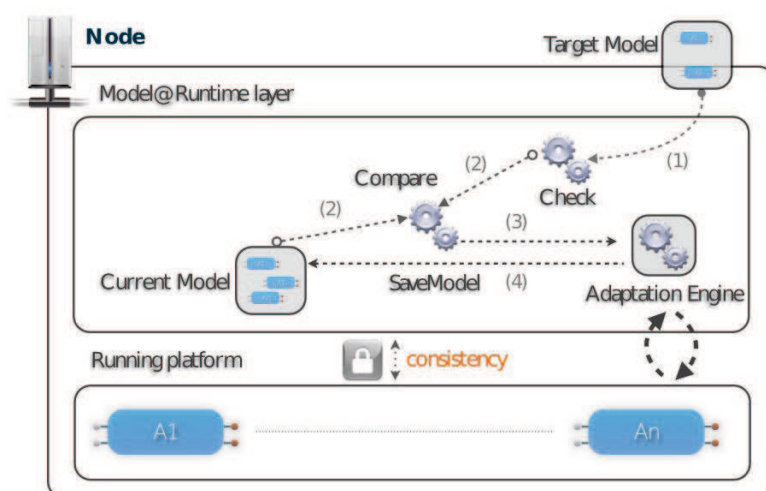 Node
Target Model
Model@Runtime layer
(1)
(2)
Check
Compare
(2)
(3)
Current Model
SaveModel
(4)
Adaptation Engine
Running platform
consistency
A1
An